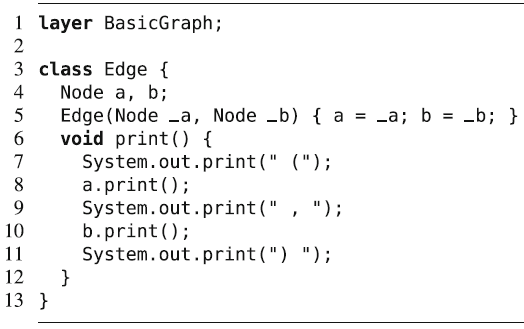 1 layer BasicGraph;
2
3 class Edge {
4   Node a, b;
5   Edge(Node _a, Node _b) { a = _a; b = _b; }
6   void print() {
7     System.out.print(" (");
8     a.print();
9     System.out.print(" , ");
10     b.print();
11     System.out.print(") ");
12   }
13 }